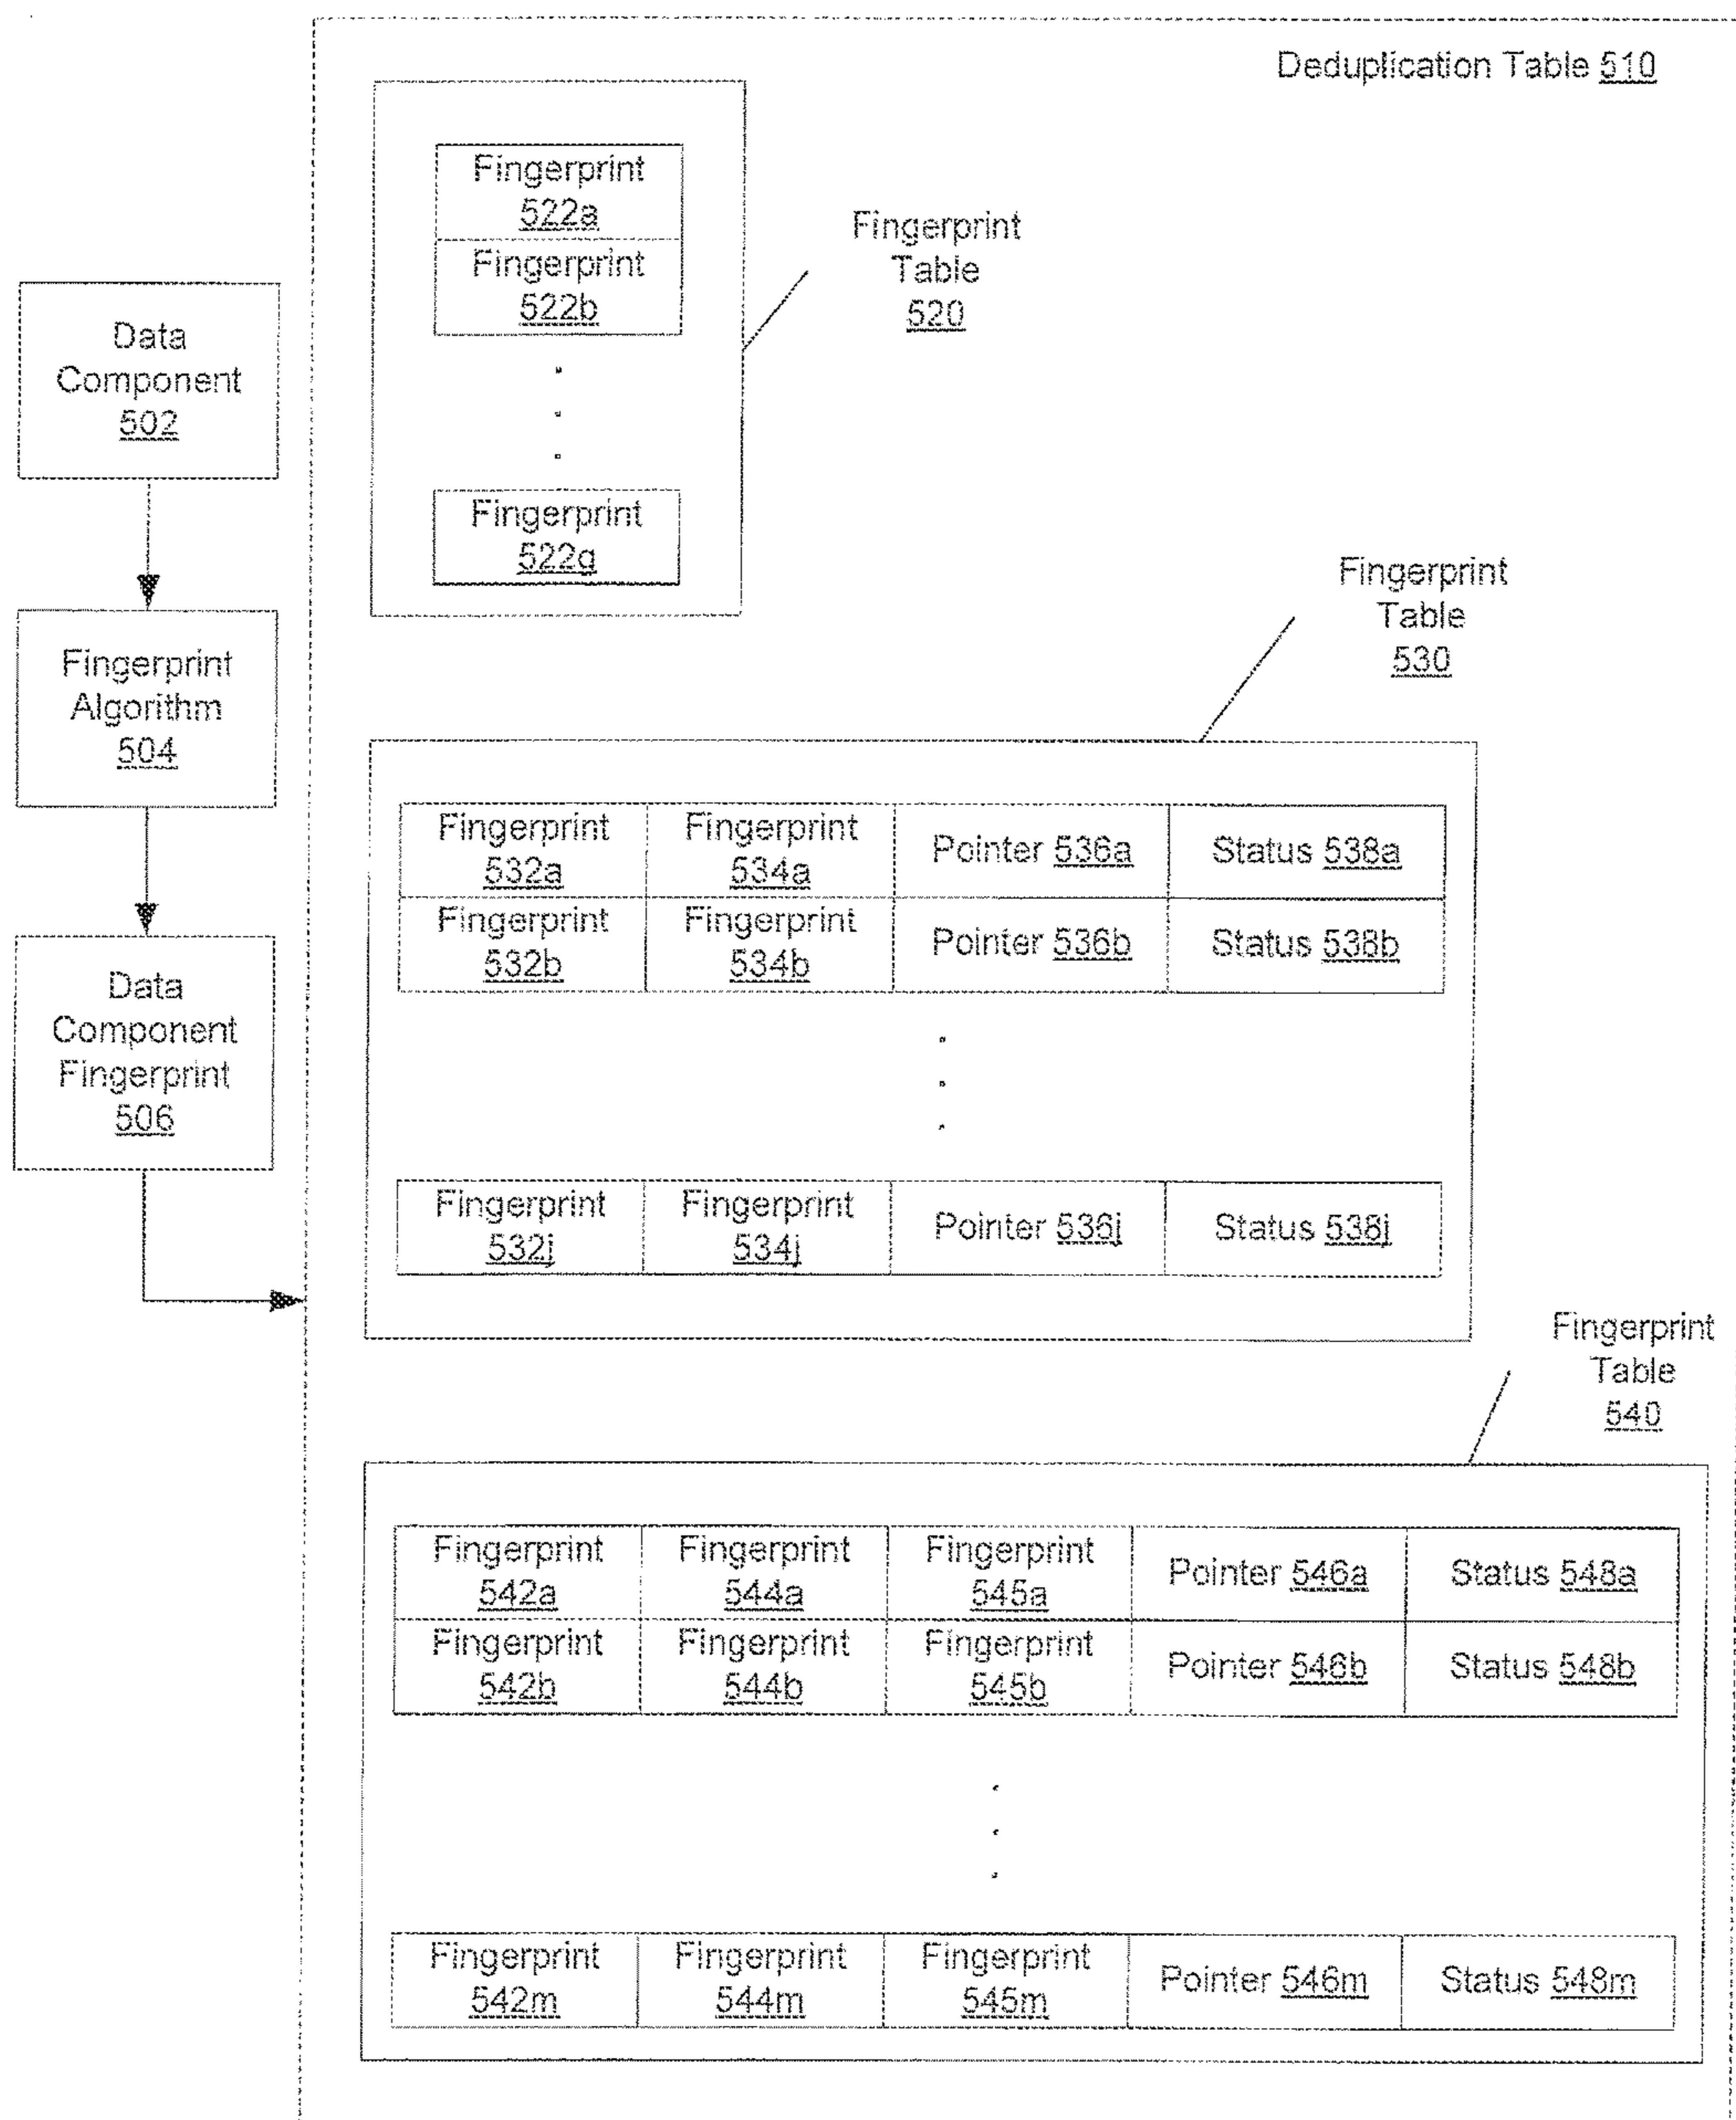 Deduplication Table 510
Fingerprint
522a
Fingerprint
522b
Fingerprint
522g
Fingerprint
Table
520
Data
Component
502
Fingerprint
Algorithm
504
Data
Component
Fingerprint
506
Fingerprint
Table
530
Fingerprint
532a
Fingerprint
534a
Pointer 536a
Status 538a
Fingerprint
532b
Fingerprint
534b
Pointer 536b
Status 538b
Fingerprint
532j
Fingerprint
534j
Pointer 536j
Status 538j
Fingerprint
Table
540
Fingerprint
542a
Fingerprint
544a
Fingerprint
545a
Pointer 546a
Status 548a
Fingerprint
542b
Fingerprint
544b
Fingerprint
545b
Pointer 546b
Status 548b
Fingerprint
542m
Fingerprint
544m
Fingerprint
545m
Pointer 546m
Status 548m